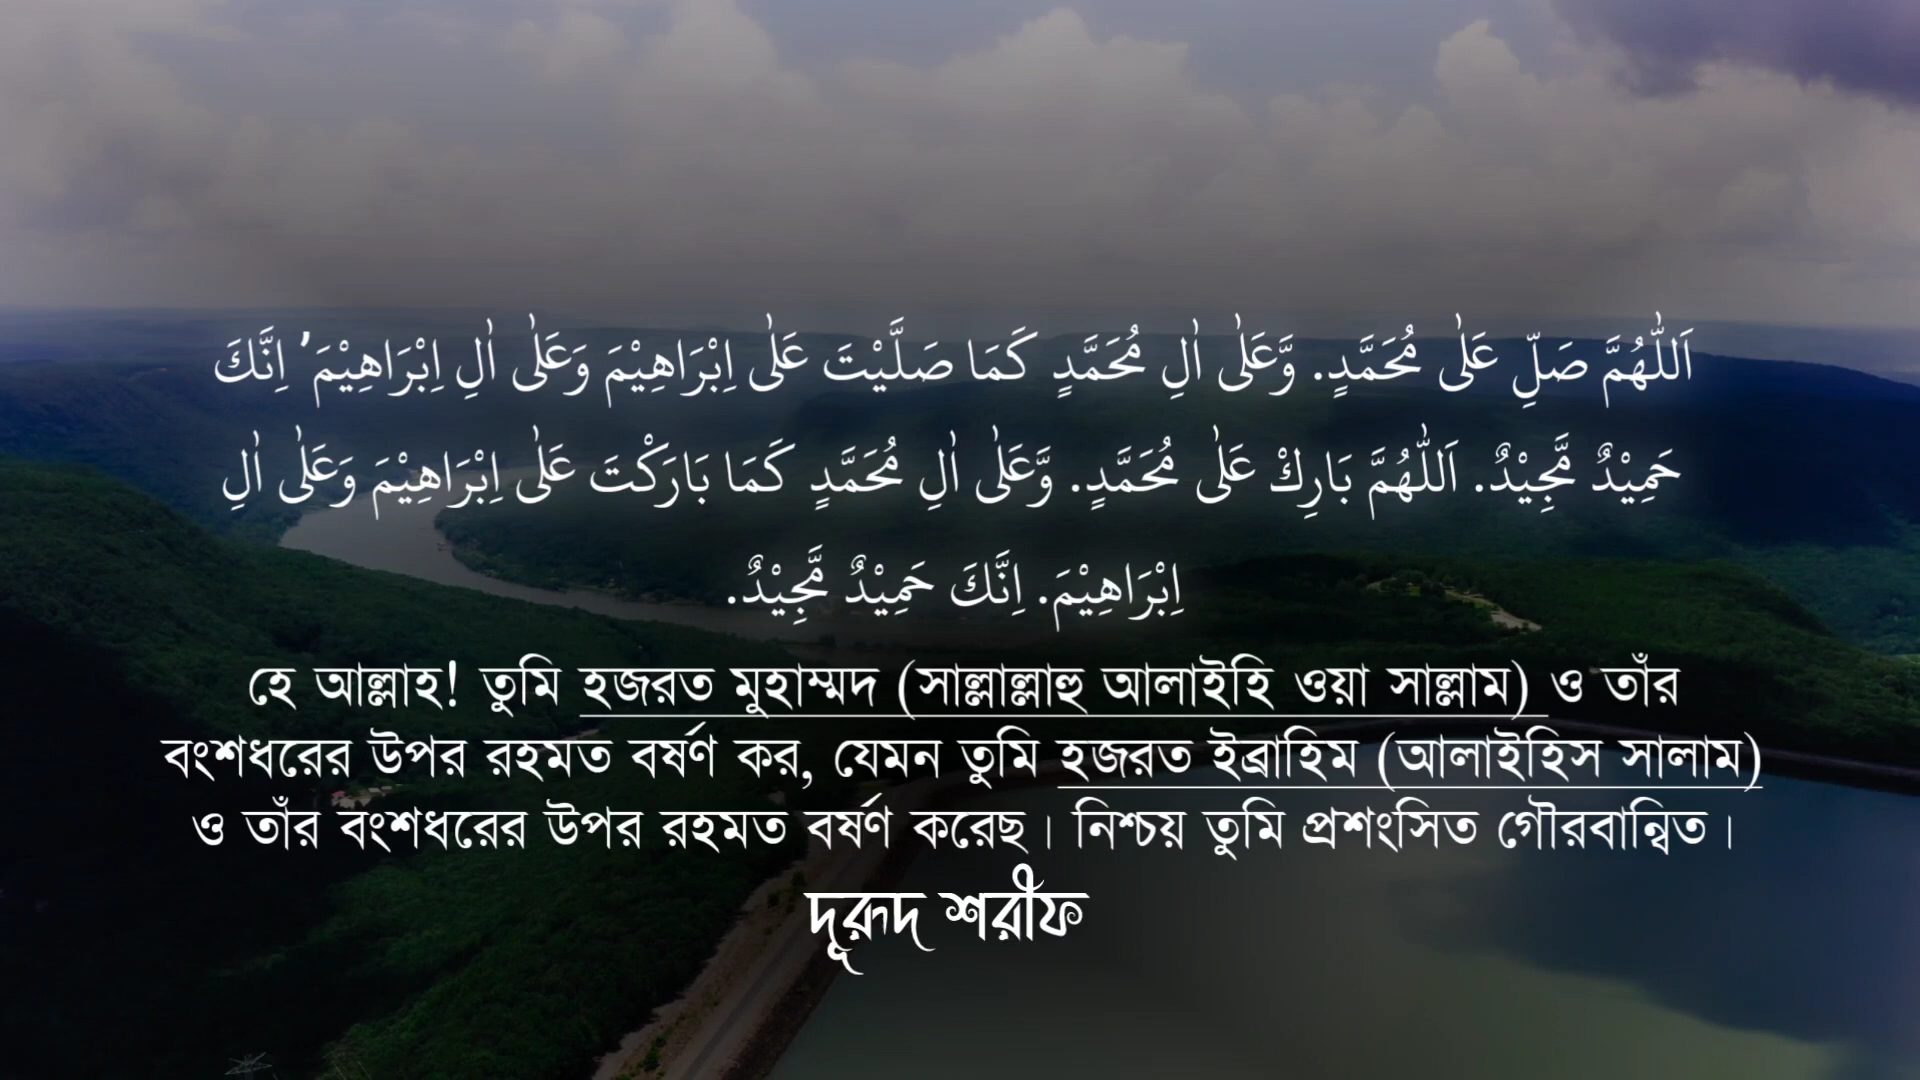 اَللّٰهُمَّ صَلِّ عَلٰى مُحَمَّدٍ. وَّعَلٰى اٰلِ مُحَمَّدٍ كَمَا صَلَّيْتَ عَلٰى اِبْرَاهِيْمَ وَعَلٰى اٰلِ اِبْرَاهِيْمَ ’ اِنَّكَ
حَمِيْدٌ مَّجِيْدٌ. اَللّٰهُمَّ بَارِكْ عَلٰى مُحَمَّدٍ. وَّعَلٰى اٰلِ مُحَمَّدٍ كَمَا بَارَكْتَ عَلٰى اِبْرَاهِيْمَ وَعَلٰى اٰلِ
اِبْرَاهِيْمَ. اِنَّكَ حَمِيْدٌ مَّجِيْدٌ.
হে আল্লাহ! তুমি হজরত মুহাম্মদ (সাল্লাল্লাহু আলাইহি ওয়া সাল্লাম) ও তাঁর
বংশধরের উপর রহমত বর্ষণ কর, যেমন তুমি হজরত ইব্রাহিম (আলাইহিস সালাম)
ও তাঁর বংশধরের উপর রহমত বর্ষণ করেছ। নিশ্চয় তুমি প্রশংসিত গৌরবান্বিত।
দূরূদ শরীফ